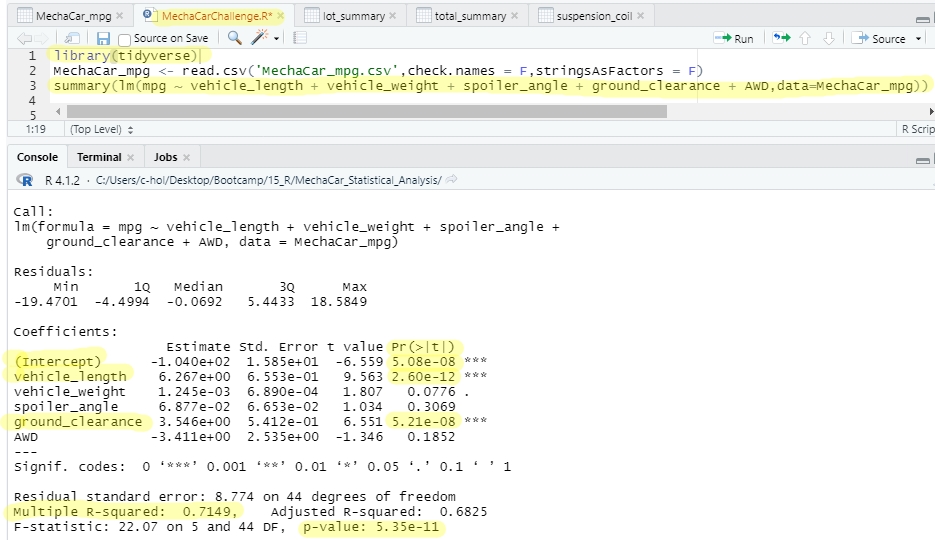 MechaCar_mpg × MechaCarChallenge.R* × lot_summary × total_summary × suspension_coil ×
Source on Save Run Source
1 library(tidyverse)
2 MechaCar_mpg <- read.csv('MechaCar_mpg.csv',check.names = F,stringsAsFactors = F)
3 summary(lm(mpg ~ vehicle_length + vehicle_weight + spoiler_angle + ground_clearance + AWD,data=MechaCar_mpg))
4
5
1:19 (Top Level) R Scrip
Console Terminal × Jobs ×
R 4.1.2 · C:/Users/c-hol/Desktop/Bootcamp/15_R/MechaCar_Statistical_Analysis/
Call:
lm(formula = mpg ~ vehicle_length + vehicle_weight + spoiler_angle +
ground_clearance + AWD, data = MechaCar_mpg)
Residuals:
Min 1Q Median 3Q Max
-19.4701 -4.4994 -0.0692 5.4433 18.5849
Coefficients:
Estimate Std. Error t value Pr(>|t|)
(Intercept) -1.040e+02 1.585e+01 -6.559 5.08e-08 ***
vehicle_length 6.267e+00 6.553e-01 9.563 2.60e-12 ***
vehicle_weight 1.245e-03 6.890e-04 1.807 0.0776 .
spoiler_angle 6.877e-02 6.653e-02 1.034 0.3069
ground_clearance 3.546e+00 5.412e-01 6.551 5.21e-08 ***
AWD -3.411e+00 2.535e+00 -1.346 0.1852
---
Signif. codes: 0 ‘***’ 0.001 ‘**’ 0.01 ‘*’ 0.05 ‘.’ 0.1 ‘ ’ 1
Residual standard error: 8.774 on 44 degrees of freedom
Multiple R-squared: 0.7149, Adjusted R-squared: 0.6825
F-statistic: 22.07 on 5 and 44 DF, p-value: 5.35e-11